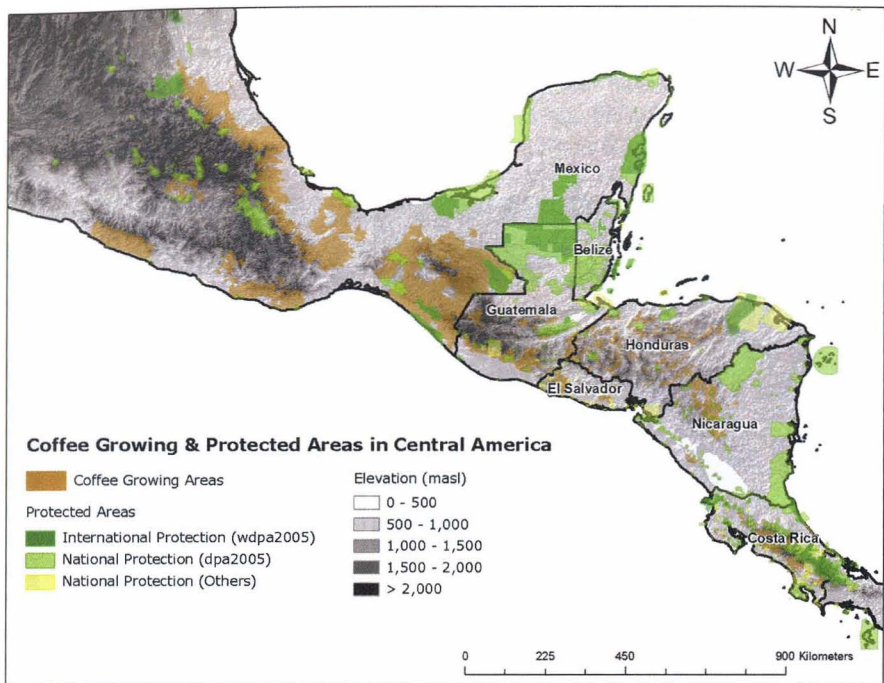 N
W E
S
Mexico
Belize
Guatemala
Honduras
El Salvador
Nicaragua
Costa Rica
Coffee Growing & Protected Areas in Central America
Coffee Growing Areas
Protected Areas
International Protection (wdpa2005)
National Protection (dpa2005)
National Protection (Others)
Elevation (masl)
0 - 500
500 - 1,000
1,000 - 1,500
1,500 - 2,000
> 2,000
0 225 450 900 Kilometers